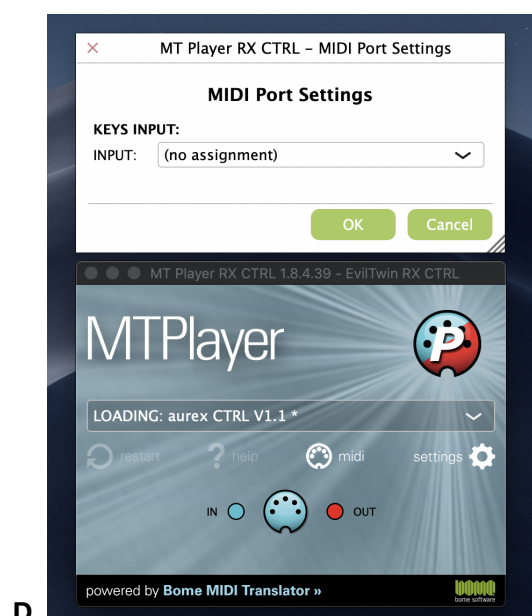 MT Player RX CTRL – MIDI Port Settings
MIDI Port Settings
KEYS INPUT:
INPUT: (no assignment)
OK Cancel
MT Player RX CTRL 1.8.4.39 - EvilTwin RX CTRL
MTPlayer
P
LOADING: aurex CTRL V1.1 *
restart ? help midi settings
IN OUT
powered by Bome MIDI Translator »
bome software
D